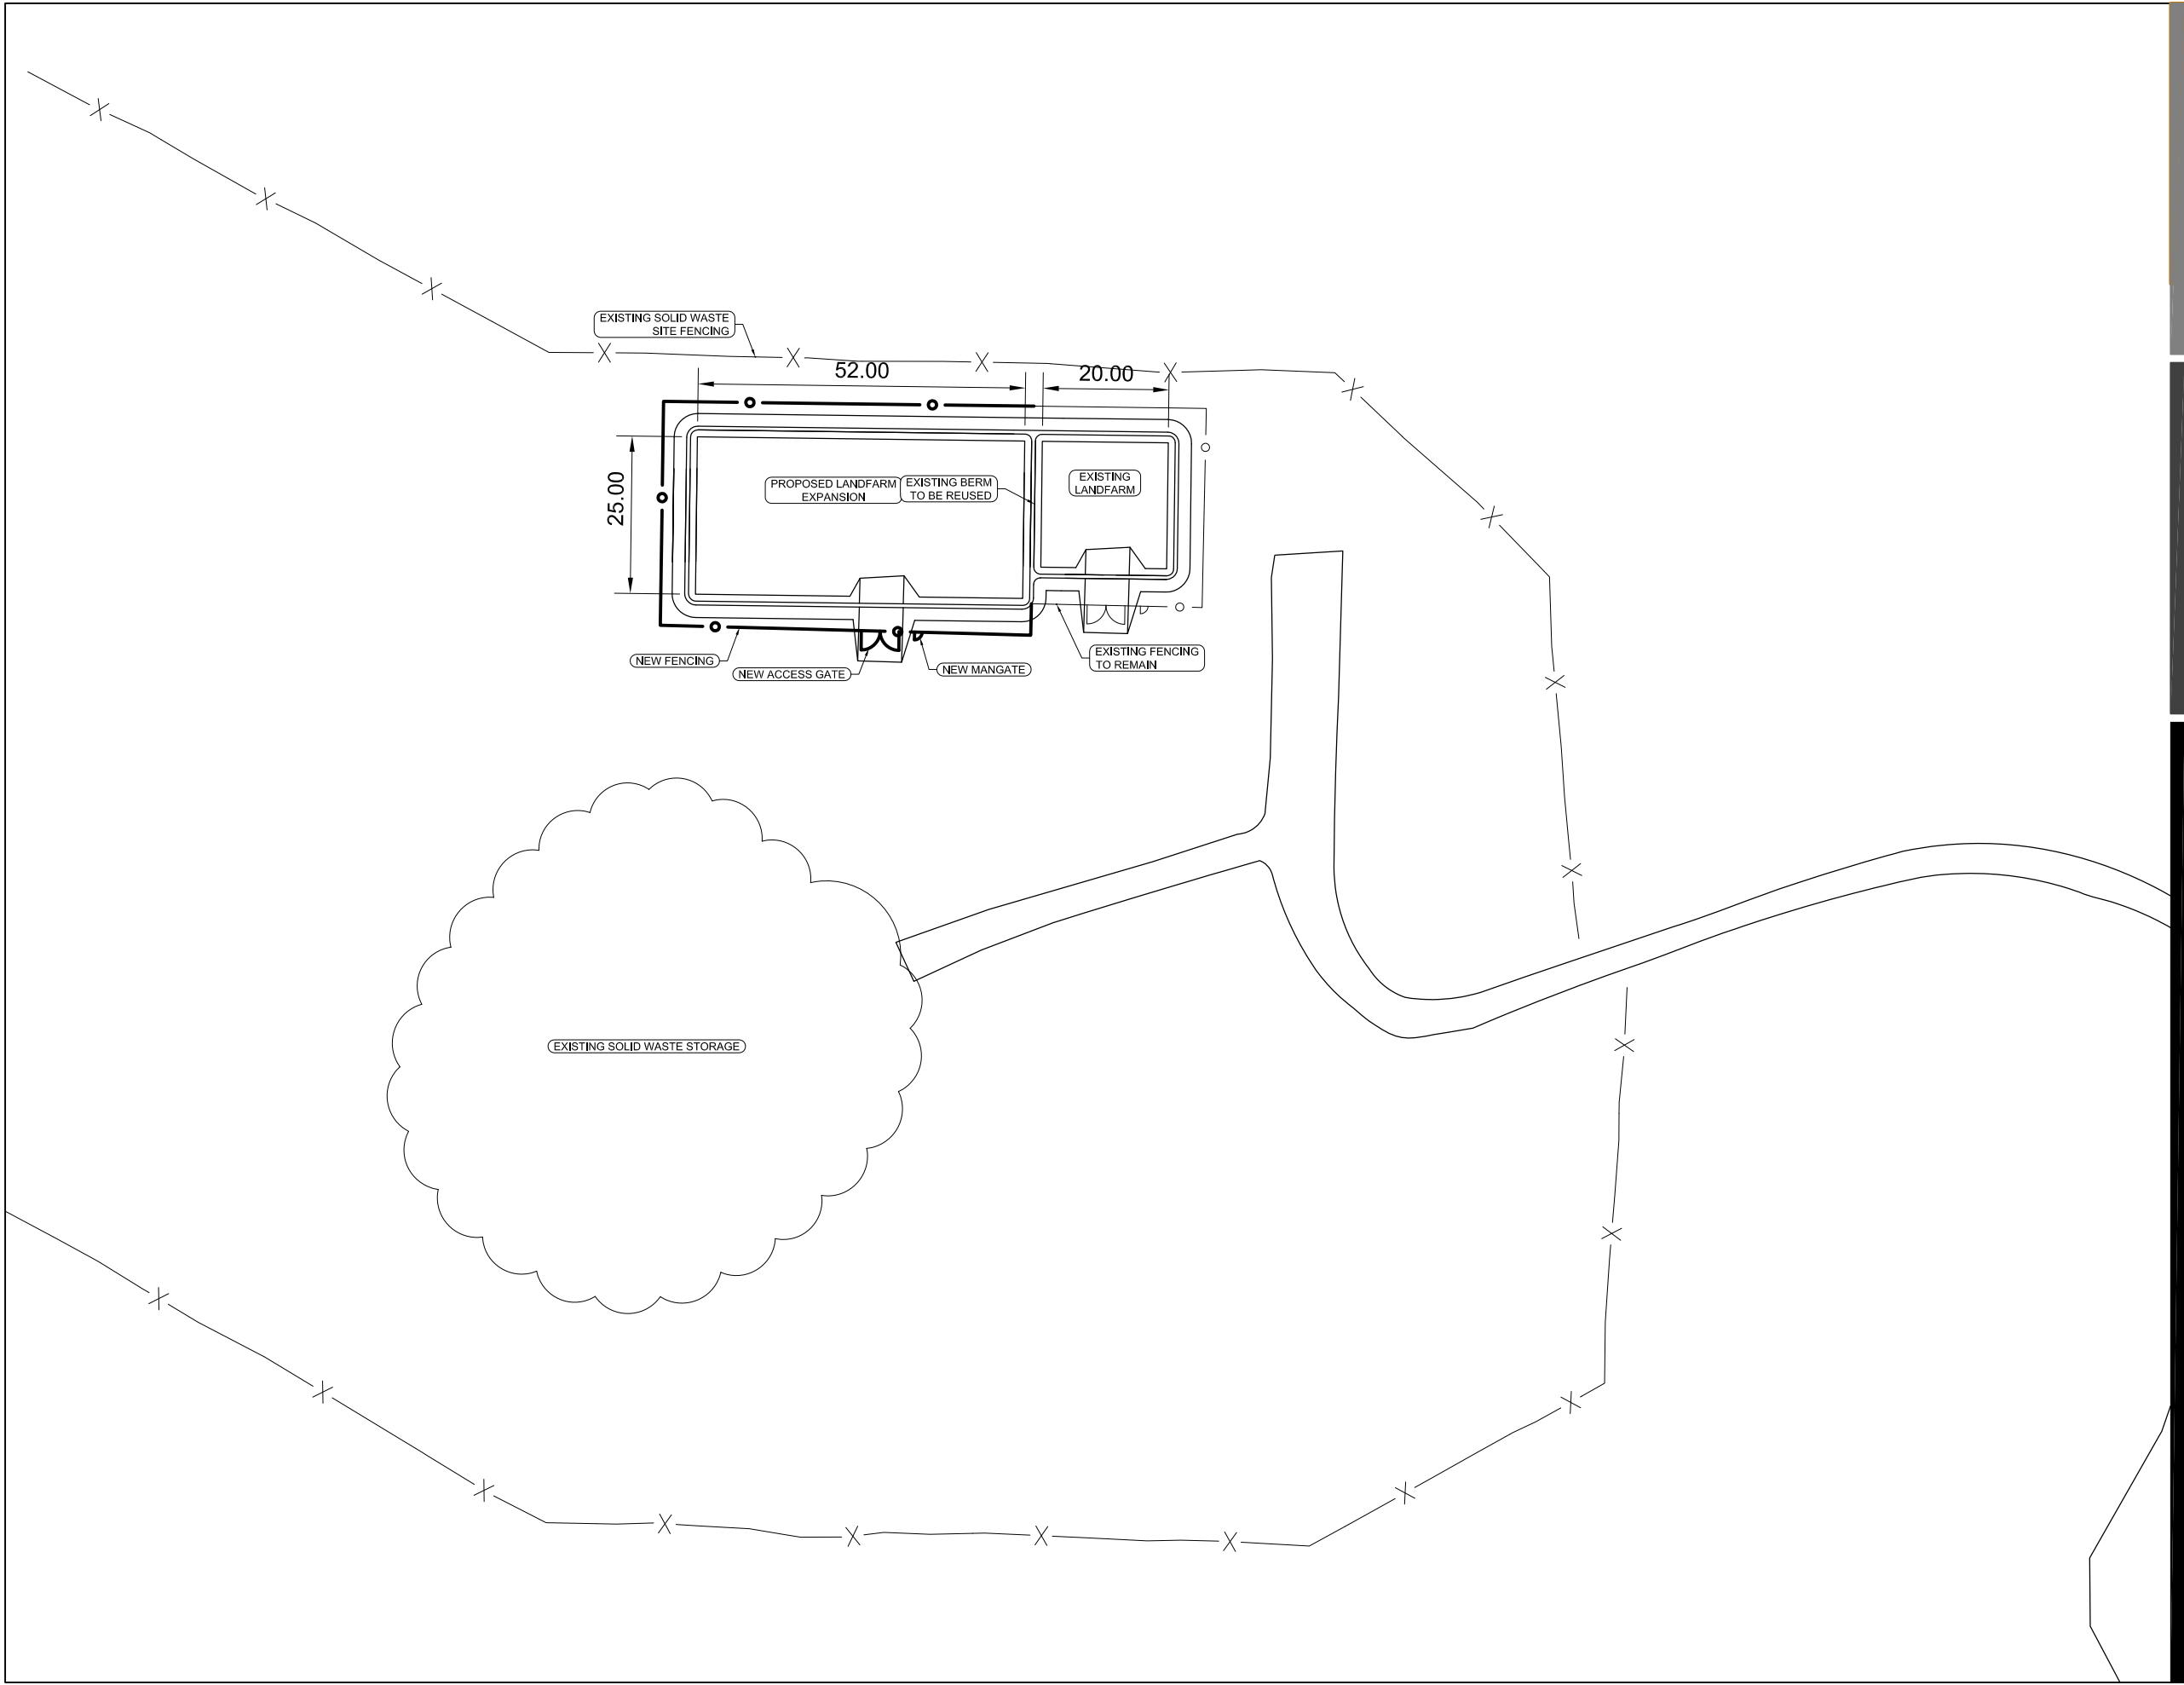 EXISTING SOLID WASTE
SITE FENCING
52.00
20.00
25.00
PROPOSED LANDFARM
EXPANSION
EXISTING BERM
TO BE REUSED
EXISTING
LANDFARM
NEW FENCING
NEW ACCESS GATE
NEW MANGATE
EXISTING FENCING
TO REMAIN
EXISTING SOLID WASTE STORAGE